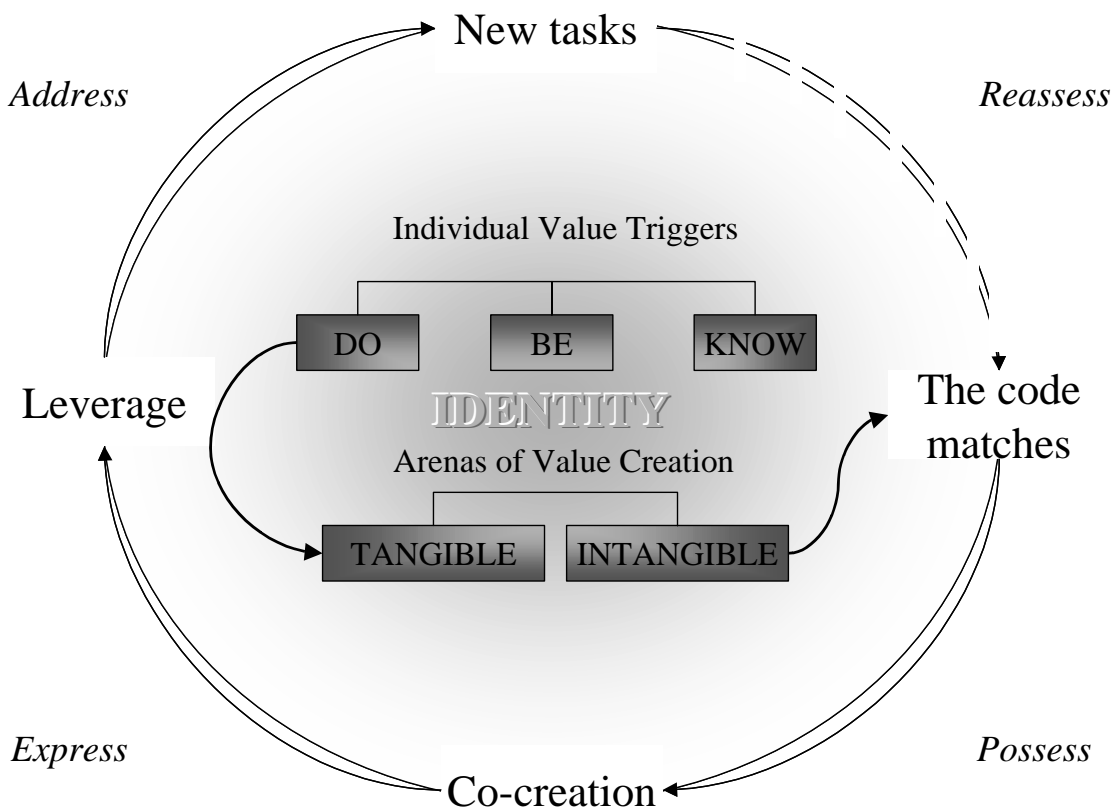 New tasks
Address
Reassess
Individual Value Triggers
DO
BE
KNOW
Leverage
IDENTITY
The code
matches
Arenas of Value Creation
TANGIBLE
INTANGIBLE
Express
Possess
Co-creation